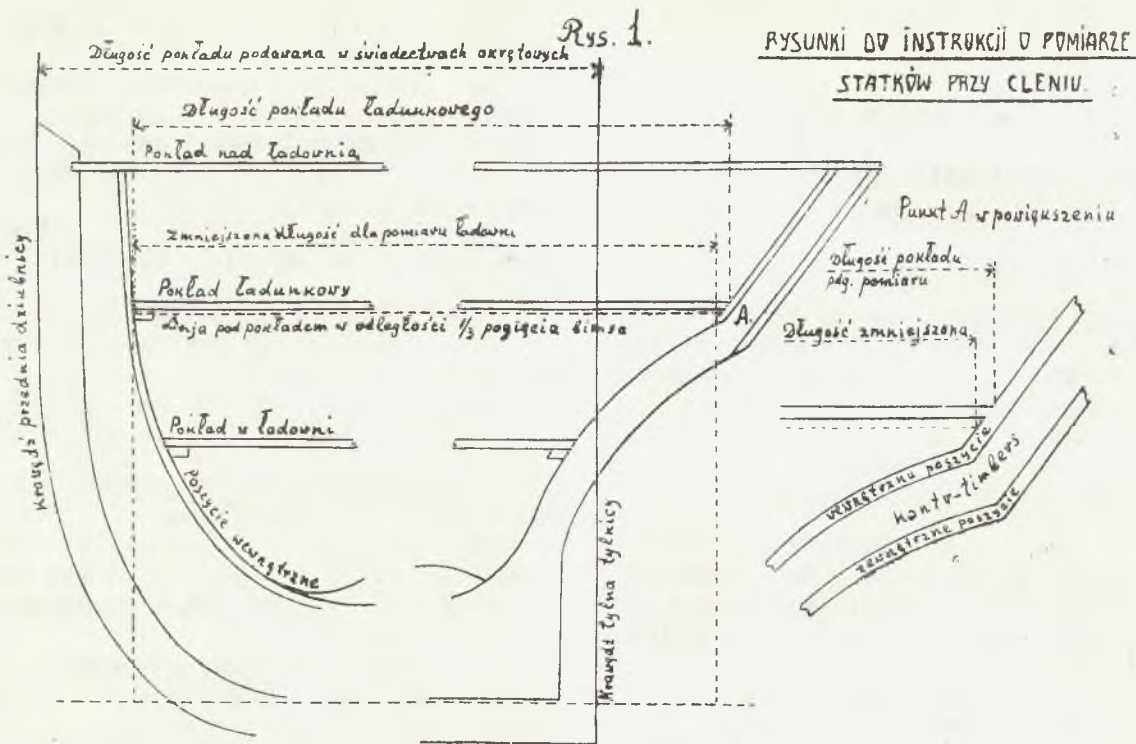 Rys. 1.
RYSUNKI DO INSTRUKCJI O POMIARZE
STATKÓW PRZY CLENIU.
Długość pokładu podawana w świadectwach okrętowych
Długość pokładu ładunkowego
Pokład nad ładownią
Zmniejszona długość dla pomiaru ładowni
Pokład ładunkowy
Linja pod pokładem w odległości 1/3 pogięcia bimsa
A.
Pokład w ładowni
Poszycie wewnętrzne
Krawędź przednia dziubnicy
Krawędź tylna tylnicy
Punkt A w powiększeniu
Długość pokładu
pdg. pomiaru
Długość zmniejszona
wewnątrznu poszycie
kontr-timbers
zewnętrzne poszycie